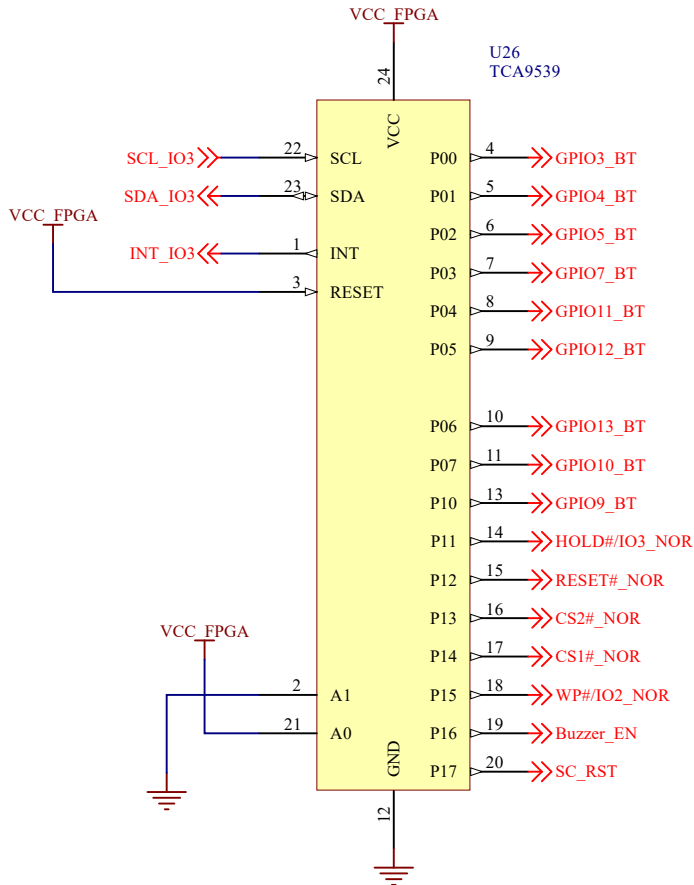 VCC_FPGA
U26
TCA9539
24
VCC
SCL_IO3
22
SCL
P00
4
GPIO3_BT
SDA_IO3
23
SDA
P01
5
GPIO4_BT
VCC_FPGA
P02
6
GPIO5_BT
INT_IO3
1
INT
P03
7
GPIO7_BT
3
RESET
P04
8
GPIO11_BT
P05
9
GPIO12_BT
P06
10
GPIO13_BT
P07
11
GPIO10_BT
P10
13
GPIO9_BT
P11
14
HOLD#/IO3_NOR
P12
15
RESET#_NOR
P13
16
CS2#_NOR
VCC_FPGA
P14
17
CS1#_NOR
2
A1
P15
18
WP#/IO2_NOR
21
A0
P16
19
Buzzer_EN
GND
P17
20
SC_RST
12